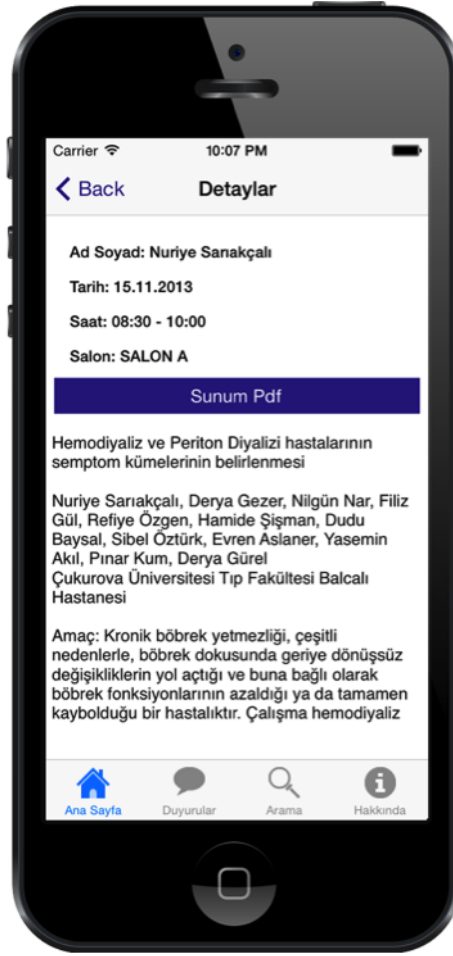 Carrier 10:07 PM
Back Detaylar
Ad Soyad: Nuriye Sarıakçalı
Tarih: 15.11.2013
Saat: 08:30 - 10:00
Salon: SALON A
Sunum Pdf
Hemodiyaliz ve Periton Diyalizi hastalarının
semptom kümelerinin belirlenmesi
Nuriye Sarıakçalı, Derya Gezer, Nilgün Nar, Filiz
Gül, Refiye Özgen, Hamide Şişman, Dudu
Baysal, Sibel Öztürk, Evren Aslaner, Yasemin
Akıl, Pınar Kum, Derya Gürel
Çukurova Üniversitesi Tıp Fakültesi Balcalı
Hastanesi
Amaç: Kronik böbrek yetmezliği, çeşitli
nedenlerle, böbrek dokusunda geriye dönüşsüz
değişikliklerin yol açtığı ve buna bağlı olarak
böbrek fonksiyonlarının azaldığı ya da tamamen
kaybolduğu bir hastalıktır. Çalışma hemodiyaliz
Ana Sayfa Duyurular Arama Hakkında